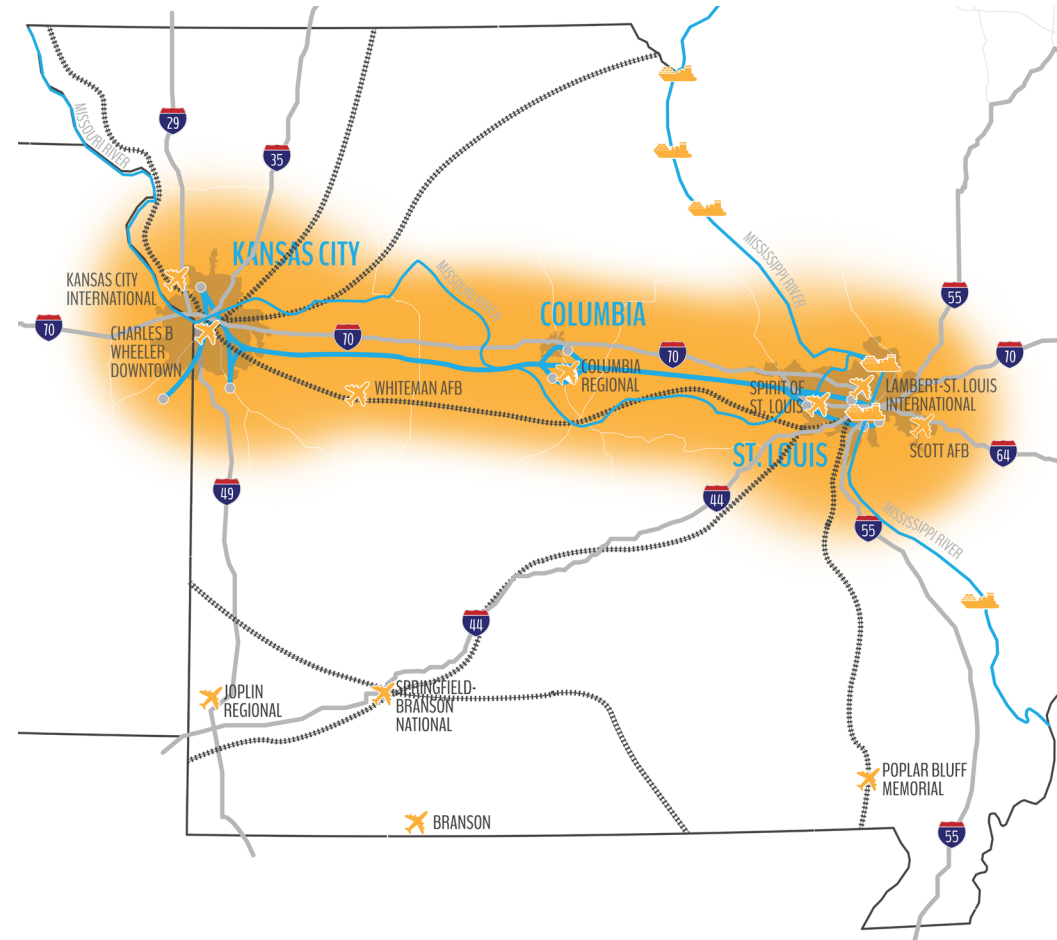 29
MISSOURI RIVER
35
KANSAS CITY
KANSAS CITY
INTERNATIONAL
MISSOURI RIVER
MISSISSIPPI RIVER
55
COLUMBIA
70
CHARLES B
WHEELER
DOWNTOWN
70
70
70
COLUMBIA
REGIONAL
WHITEMAN AFB
SPIRIT OF
ST. LOUIS
LAMBERT-ST. LOUIS
INTERNATIONAL
ST. LOUIS
SCOTT AFB
64
49
44
55
MISSISSIPPI RIVER
44
JOPLIN
REGIONAL
SPRINGFIELD-
BRANSON
NATIONAL
POPLAR BLUFF
MEMORIAL
BRANSON
55